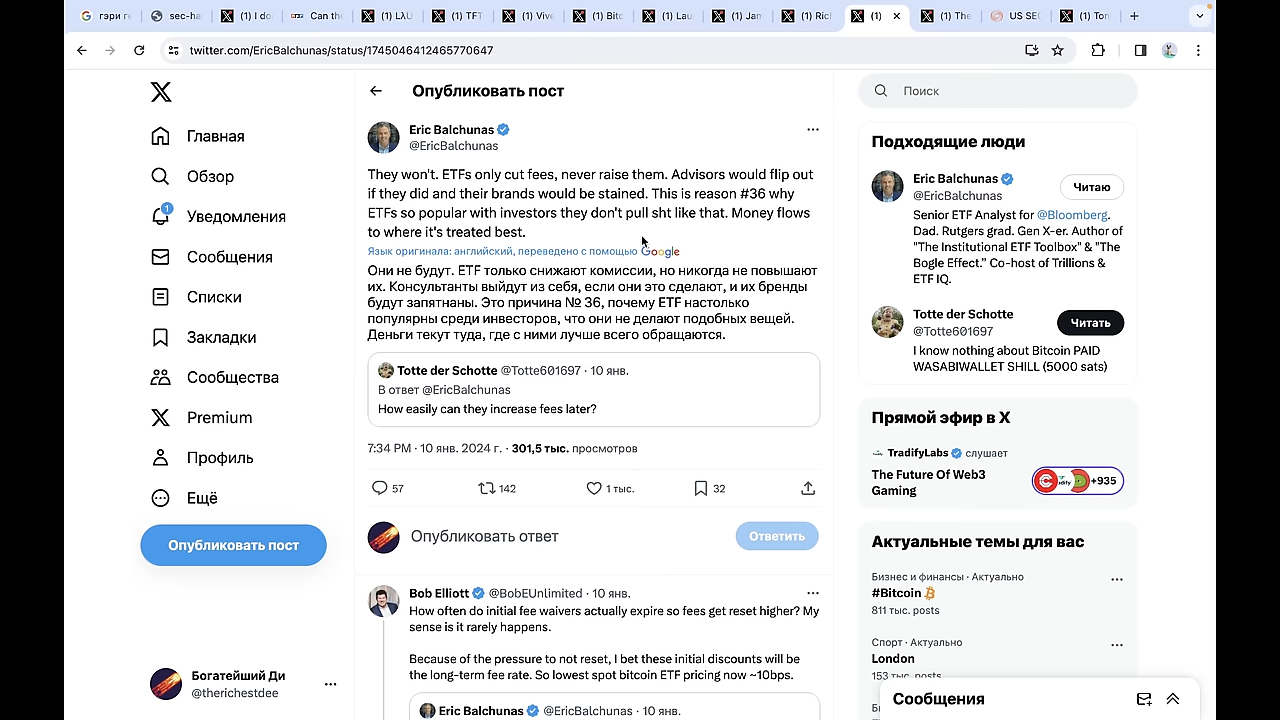 гэри ге
sec-ha
(1) I do
Can the
(1) LλU
(1) TF
(1) Vive
(1) Bitc
(1) Lau
(1) Jam
(1) Ric
(1)
(1) The
US SEC
(1) Ton
twitter.com/EricBalchunas/status/1745046412465770647
Главная
Обзор
1
Уведомления
Сообщения
Списки
Закладки
Сообщества
Premium
Профиль
Ещё
Опубликовать пост
Богатейший Ди
@therichestdee
Опубликовать пост
Eric Balchunas
@EricBalchunas
They won't. ETFs only cut fees, never raise them. Advisors would flip out
if they did and their brands would be stained. This is reason #36 why
ETFs so popular with investors they don't pull sht like that. Money flows
to where it's treated best.
Язык оригинала: английский, переведено с помощью Google
Они не будут. ETF только снижают комиссии, но никогда не повышают
их. Консультанты выйдут из себя, если они это сделают, и их бренды
будут запятнаны. Это причина № 36, почему ETF настолько
популярны среди инвесторов, что они не делают подобных вещей.
Деньги текут туда, где с ними лучше всего обращаются.
Totte der Schotte @Totte601697 · 10 янв.
В ответ @EricBalchunas
How easily can they increase fees later?
7:34 PM · 10 янв. 2024 г. · 301,5 тыс. просмотров
57 142 1 тыс. 32
Опубликовать ответ
Ответить
Bob Elliott @BobEUnlimited · 10 янв.
How often do initial fee waivers actually expire so fees get reset higher? My
sense is it rarely happens.
Because of the pressure to not reset, I bet these initial discounts will be
the long-term fee rate. So lowest spot bitcoin ETF pricing now ~10bps.
Eric Balchunas @EricBalchunas · 10 янв.
Поиск
Подходящие люди
Eric Balchunas
@EricBalchunas
Читаю
Senior ETF Analyst for @Bloomberg.
Dad. Rutgers grad. Gen X-er. Author of
"The Institutional ETF Toolbox" & "The
Bogle Effect.” Co-host of Trillions &
ETF IQ.
Totte der Schotte
@Totte601697
Читать
I know nothing about Bitcoin PAID
WASABIWALLET SHILL (5000 sats)
Прямой эфир в X
TradifyLabs слушает
The Future Of Web3
Gaming
+935
Актуальные темы для вас
Бизнес и финансы · Актуально
#Bitcoin
811 тыс. posts
Спорт · Актуально
London
153 тыс. posts
Сообщения